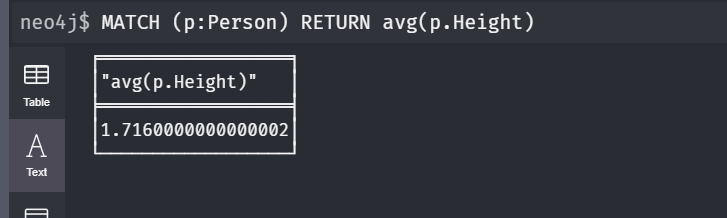 neo4j$ MATCH (p:Person) RETURN avg(p.Height)
Table
"avg(p.Height)"
1.7160000000000002
A
Text